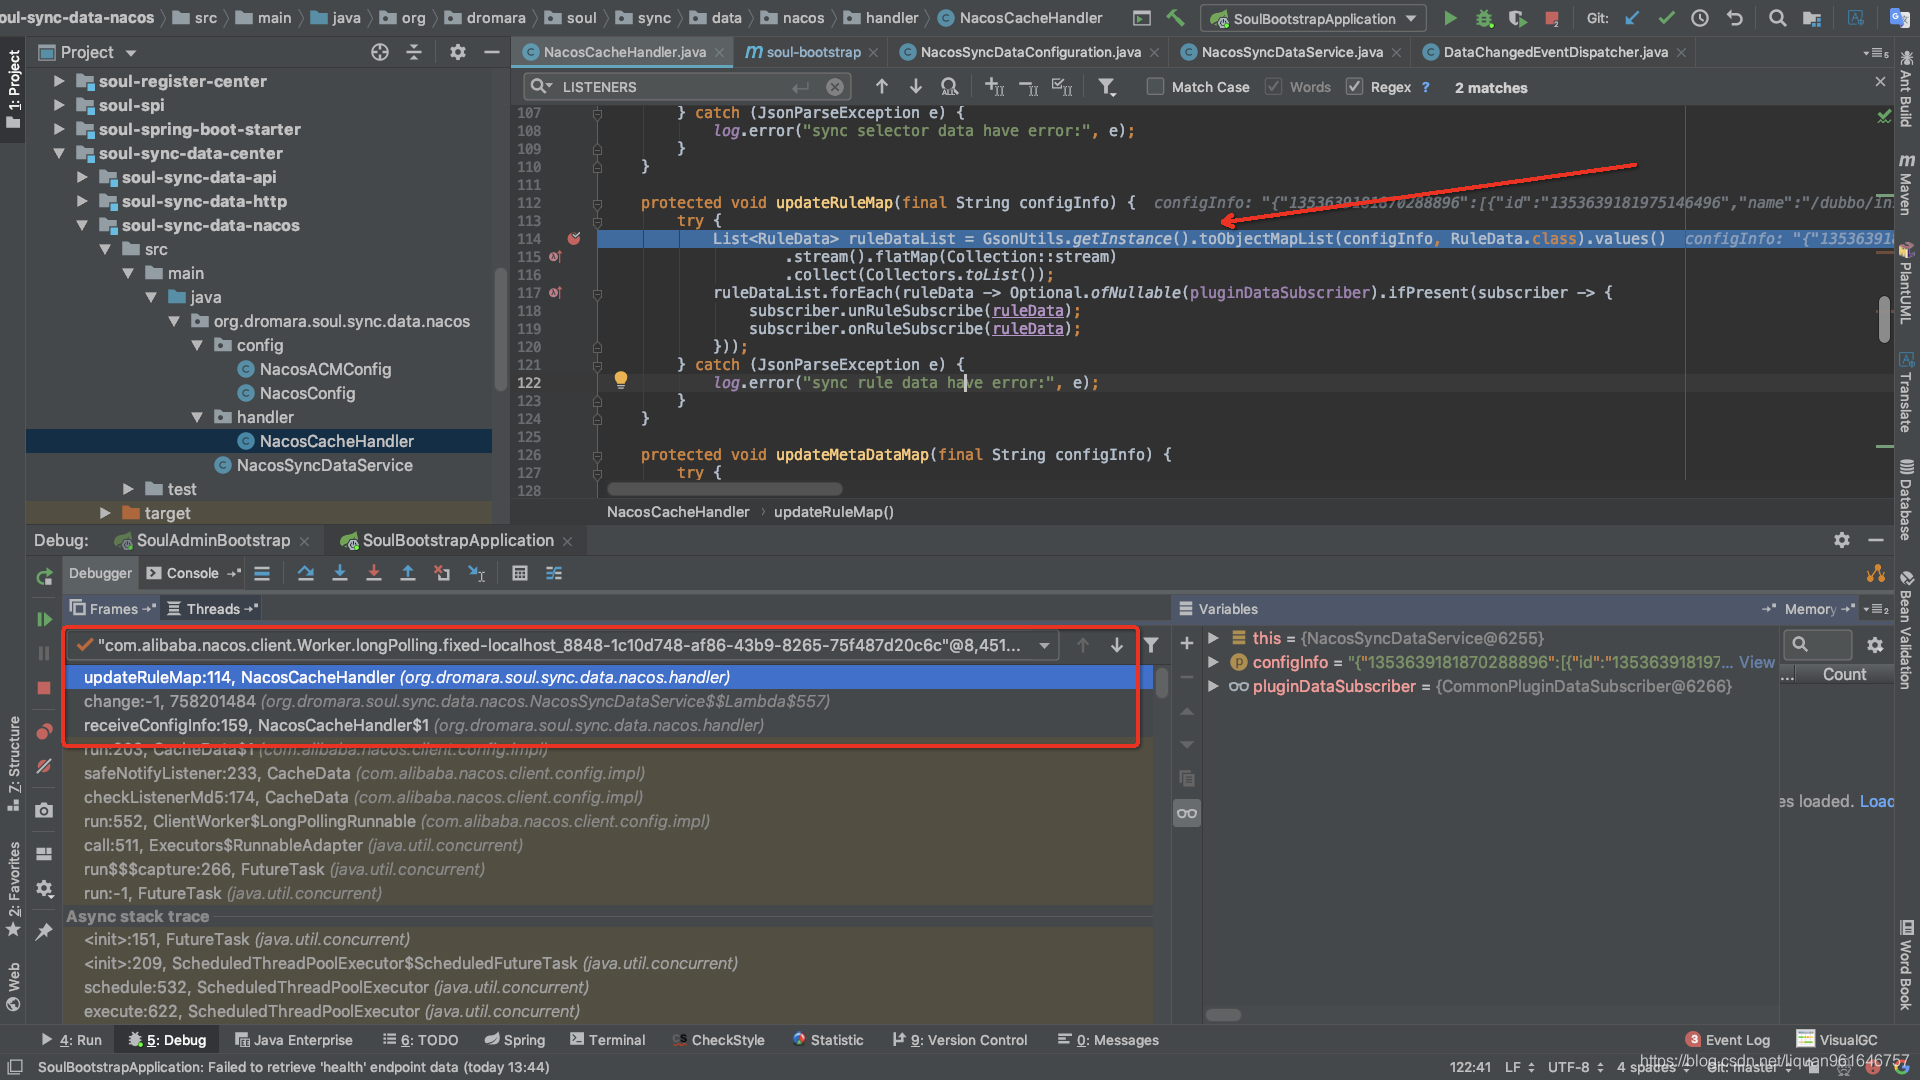 oul-sync-data-nacos src main java org dromara soul sync data nacos handler NacosCacheHandler SoulBootstrapApplication Git:
1: Project
Project
soul-register-center
soul-spi
soul-spring-boot-starter
soul-sync-data-center
soul-sync-data-api
soul-sync-data-http
soul-sync-data-nacos
src
main
java
org.dromara.soul.sync.data.nacos
config
NacosACMConfig
NacosConfig
handler
NacosCacheHandler
NacosSyncDataService
test
target
NacosCacheHandler.java soul-bootstrap NacosSyncDataConfiguration.java NacosSyncDataService.java DataChangedEventDispatcher.java
LISTENERS Match Case Words Regex ? 2 matches
107 } catch (JsonParseException e) {
108 log.error("sync selector data have error:", e);
109 }
110 }
111
112 protected void updateRuleMap(final String configInfo) { configInfo: "{"1353639181870288896":[{"id":"1353639181975146496","name":"/dubbo/in
113 try {
114 List<RuleData> ruleDataList = GsonUtils.getInstance().toObjectMapList(configInfo, RuleData.class).values() configInfo: "{"135363918
115 .stream().flatMap(Collection::stream)
116 .collect(Collectors.toList());
117 ruleDataList.forEach(ruleData -> Optional.ofNullable(pluginDataSubscriber).ifPresent(subscriber -> {
118 subscriber.unRuleSubscribe(ruleData);
119 subscriber.onRuleSubscribe(ruleData);
120 }));
121 } catch (JsonParseException e) {
122 log.error("sync rule data have error:", e);
123 }
124 }
125
126 protected void updateMetaDataMap(final String configInfo) {
127 try {
128
NacosCacheHandler › updateRuleMap()
Ant Build
Maven
PlantUML
Translate
Database
Bean Validation
Word Book
Debug: SoulAdminBootstrap SoulBootstrapApplication
Debugger Console
Frames Threads
"com.alibaba.nacos.client.Worker.longPolling.fixed-localhost_8848-1c10d748-af86-43b9-8265-75f487d20c6c"@8,451...
updateRuleMap:114, NacosCacheHandler (org.dromara.soul.sync.data.nacos.handler)
change:-1, 758201484 (org.dromara.soul.sync.data.nacos.NacosSyncDataService$$Lambda$557)
receiveConfigInfo:159, NacosCacheHandler$1 (org.dromara.soul.sync.data.nacos.handler)
run:203, CacheData$1 (com.alibaba.nacos.client.config.impl)
safeNotifyListener:233, CacheData (com.alibaba.nacos.client.config.impl)
checkListenerMd5:174, CacheData (com.alibaba.nacos.client.config.impl)
run:552, ClientWorker$LongPollingRunnable (com.alibaba.nacos.client.config.impl)
call:511, Executors$RunnableAdapter (java.util.concurrent)
run$$$capture:266, FutureTask (java.util.concurrent)
run:-1, FutureTask (java.util.concurrent)
Async stack trace
<init>:151, FutureTask (java.util.concurrent)
<init>:209, ScheduledThreadPoolExecutor$ScheduledFutureTask (java.util.concurrent)
schedule:532, ScheduledThreadPoolExecutor (java.util.concurrent)
execute:622, ScheduledThreadPoolExecutor (java.util.concurrent)
Variables
this = {NacosSyncDataService@6255}
configInfo = "{"1353639181870288896":[{"id":"135363918197... View
pluginDataSubscriber = {CommonPluginDataSubscriber@6266}
Memory
... Count
es loaded. Load
Z: Structure
2: Favorites
Web
4: Run 5: Debug Java Enterprise 6: TODO Spring Terminal CheckStyle Statistic 9: Version Control 0: Messages 3 Event Log VisualGC
SoulBootstrapApplication: Failed to retrieve 'health' endpoint data (today 13:44) 122:41 LF UTF-8 4 spaces Git: master
https://blog.csdn.net/liquan961646757